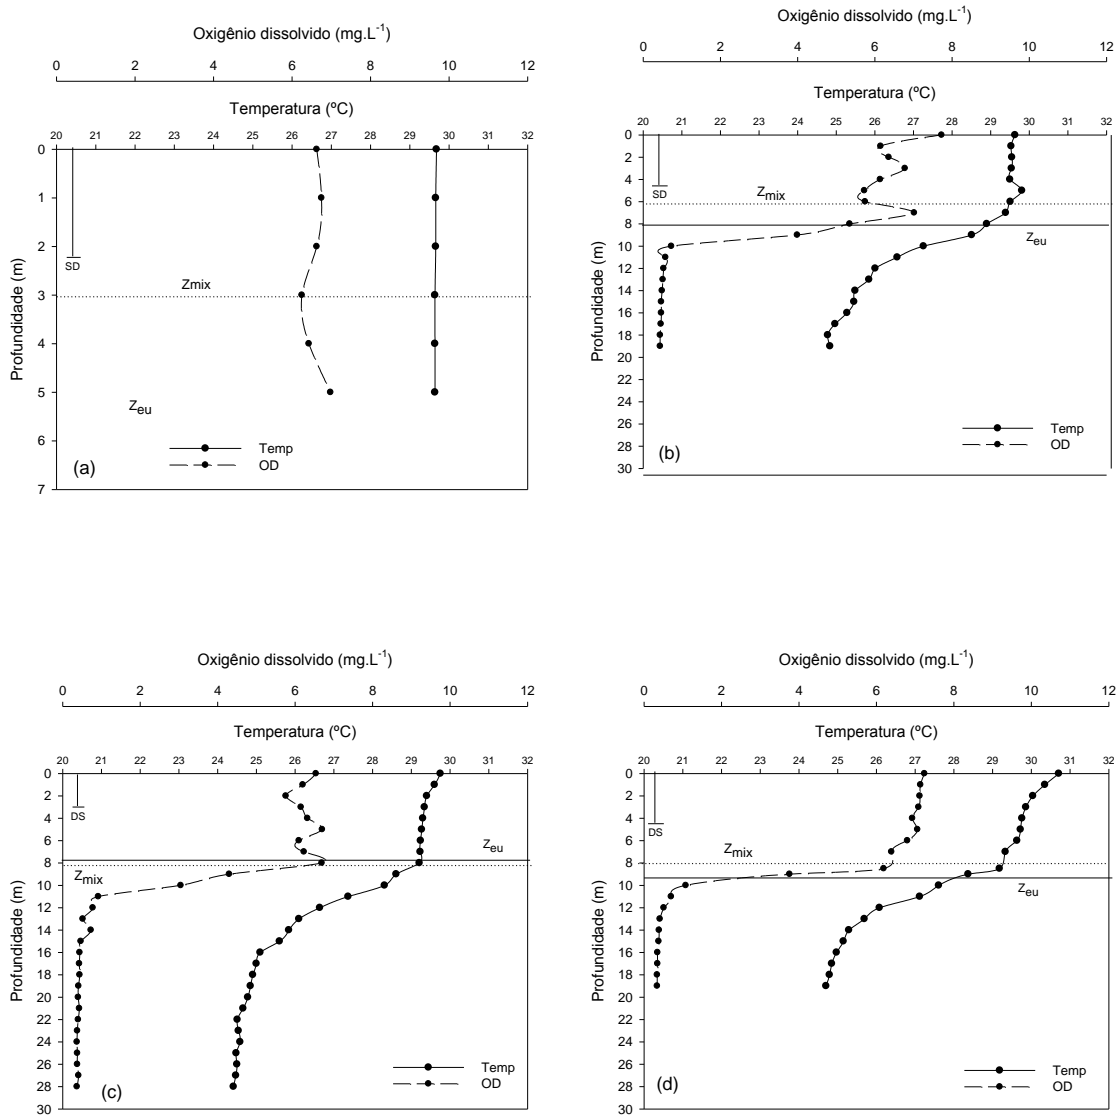 Oxigênio dissolvido (mg.L-1)
0 2 4 6 8 10 12
Temperatura (ºC)
20 21 22 23 24 25 26 27 28 29 30 31 32
Profundidade (m)
0
1
2
3
4
5
6
7
SD
Zmix
Zeu
Temp
OD
(a)
Oxigênio dissolvido (mg.L-1)
0 2 4 6 8 10 12
Temperatura (ºC)
20 21 22 23 24 25 26 27 28 29 30 31 32
Profundidade (m)
0
2
4
6
8
10
12
14
16
18
20
22
24
26
28
30
SD
Zmix
Zeu
Temp
OD
(b)
Oxigênio dissolvido (mg.L-1)
0 2 4 6 8 10 12
Temperatura (ºC)
20 21 22 23 24 25 26 27 28 29 30 31 32
Profundidade (m)
0
2
4
6
8
10
12
14
16
18
20
22
24
26
28
30
DS
Zeu
Zmix
Temp
OD
(c)
Oxigênio dissolvido (mg.L-1)
0 2 4 6 8 10 12
Temperatura (ºC)
20 21 22 23 24 25 26 27 28 29 30 31 32
Profundidade (m)
0
2
4
6
8
10
12
14
16
18
20
22
24
26
28
30
DS
Zmix
Zeu
Temp
OD
(d)